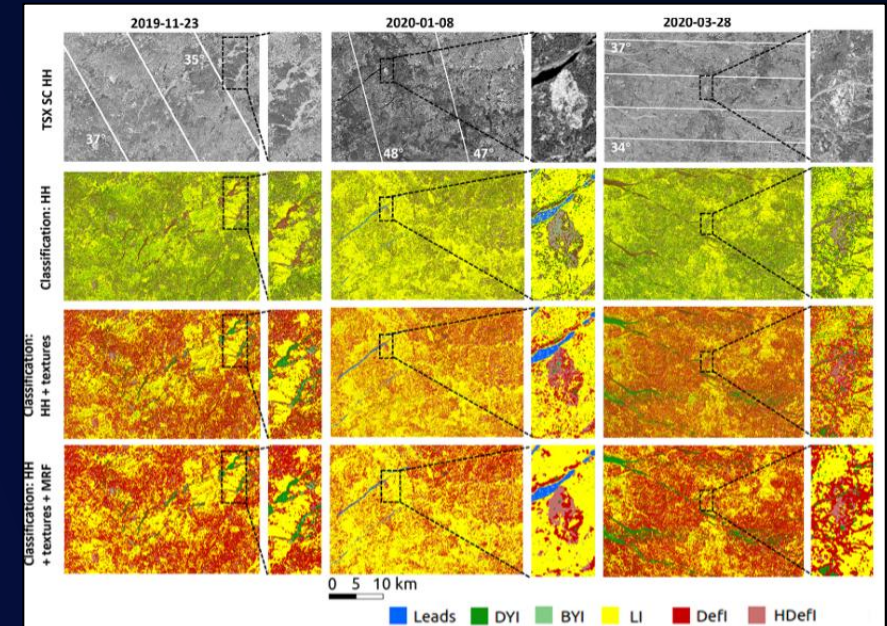 2019-11-23 2020-01-08 2020-03-28
TSX SC HH
35°
37°
48°
47°
37°
34°
Classification: HH
Classification:
HH + textures
Classification: HH
+ textures + MRF
0 5 10 km
Leads DYI BYI LI DefI HDefI